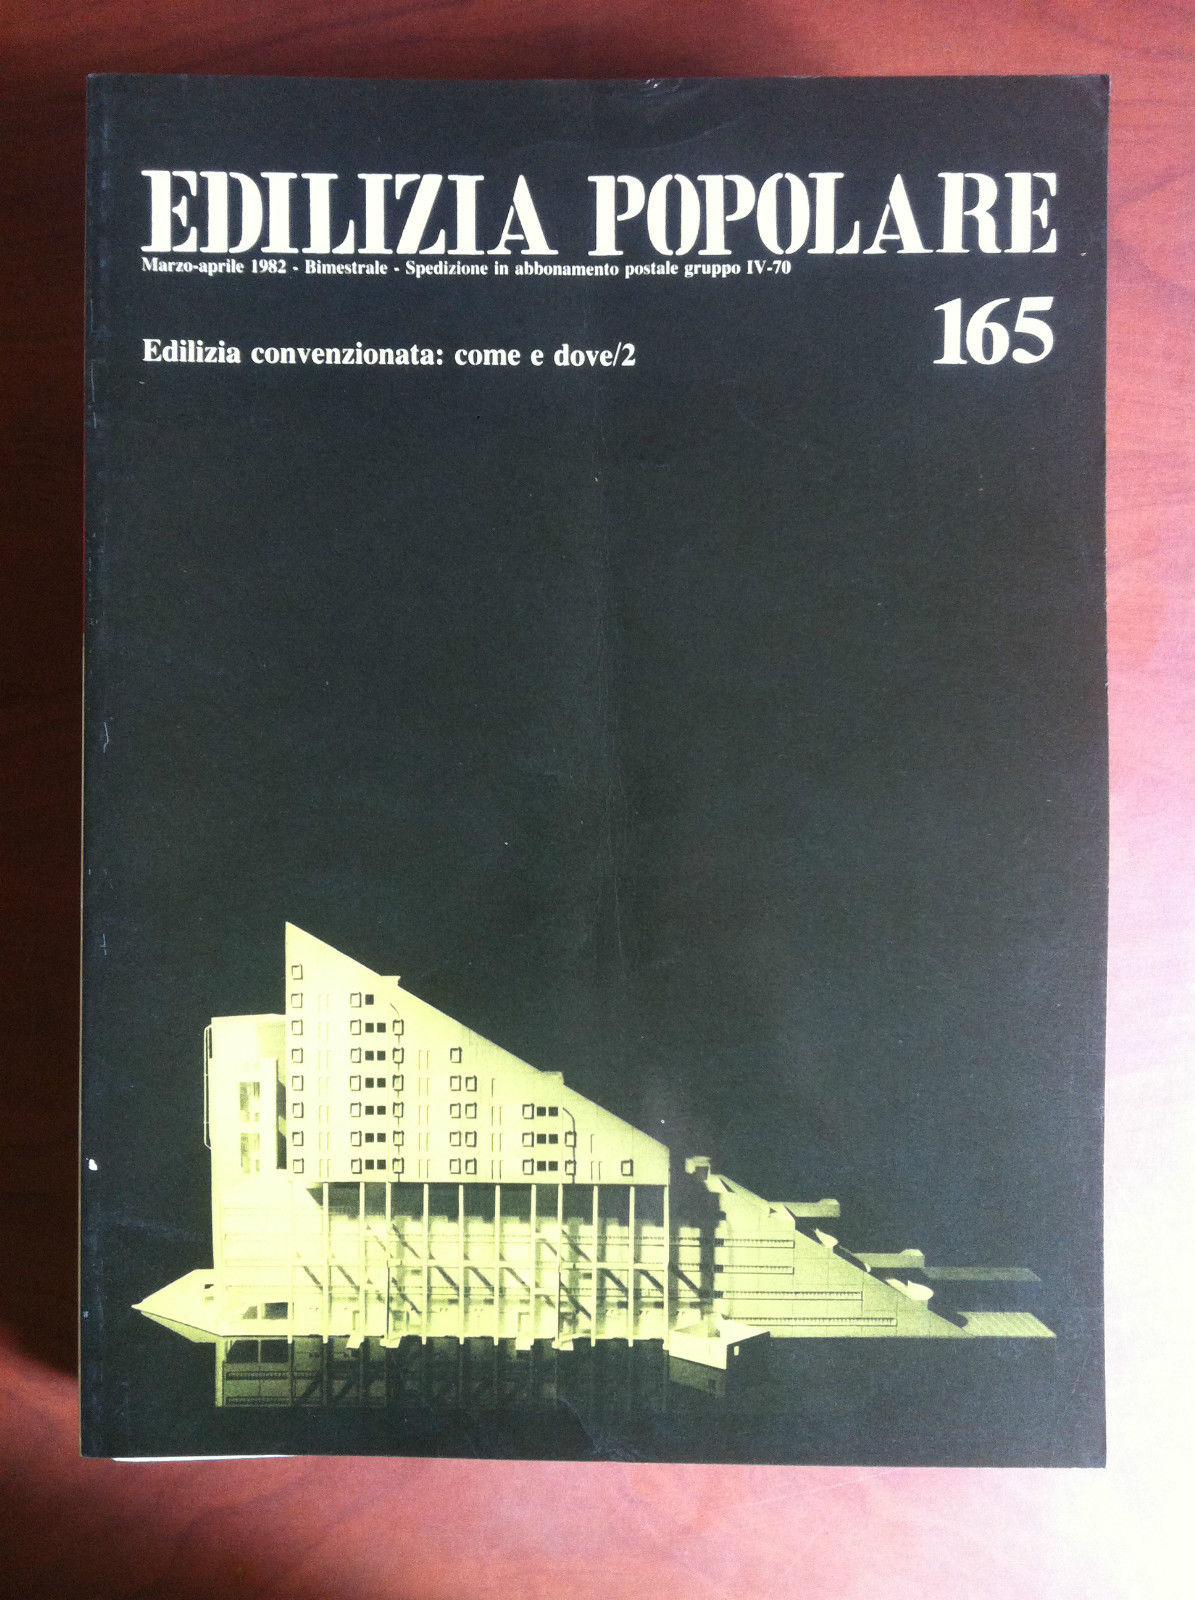 EDILIZIA POPOLARE
Marzo-aprile 1982 - Bimestrale - Spedizione in abbonamento postale gruppo IV-70
165
Edilizia convenzionata: come e dove/2